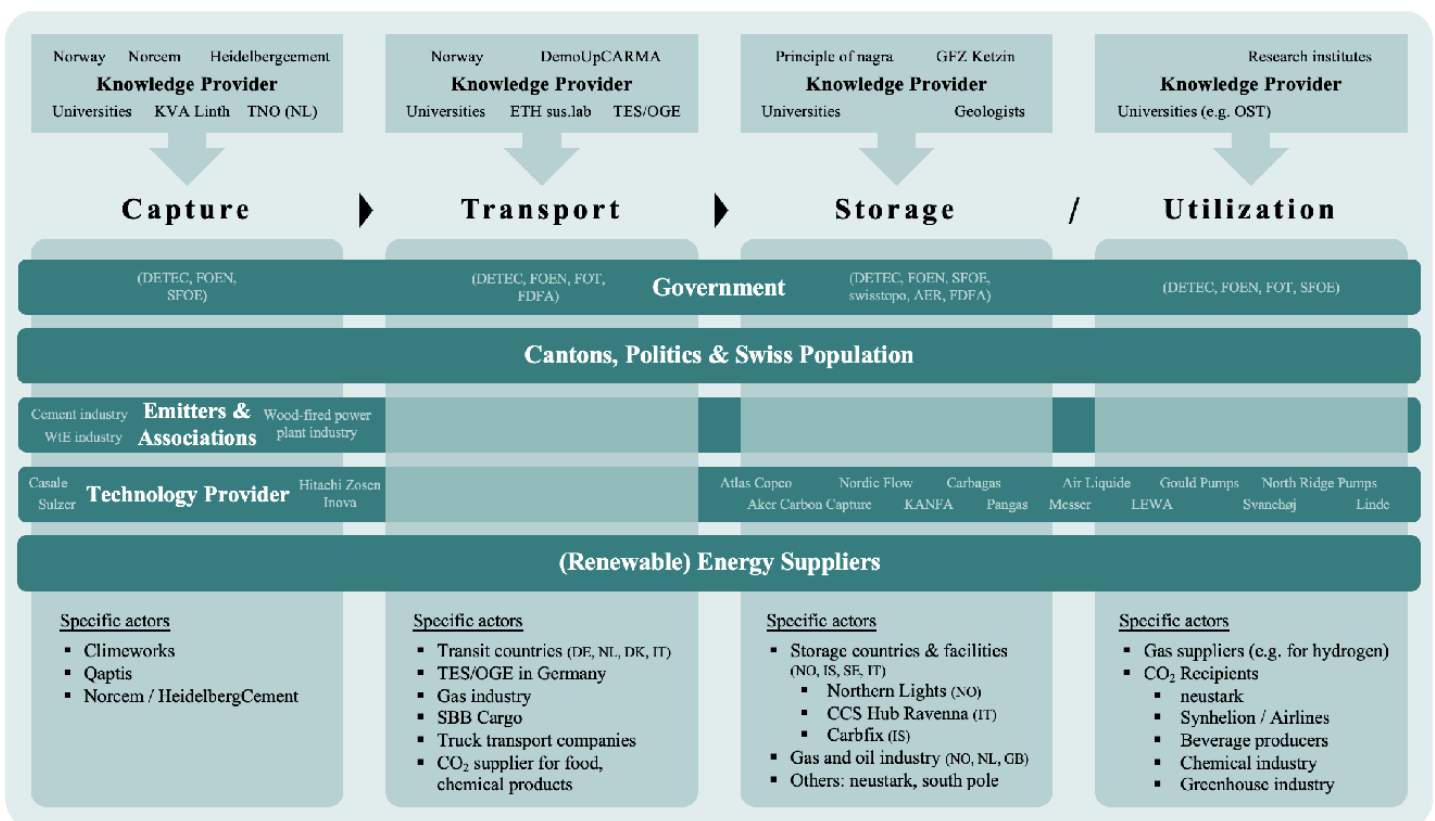 Norway Norcem Heidelbergcement
Knowledge Provider
Universities KVA Linth TNO (NL)
Norway DemoUpCARMA
Knowledge Provider
Universities ETH sus.lab TES/OGE
Principle of nagra GFZ Ketzin
Knowledge Provider
Universities Geologists
Research institutes
Knowledge Provider
Universities (e.g. OST)
Capture Transport Storage / Utilization
(DETEC, FOEN,
SFOE)
(DETEC, FOEN, FOT,
FDFA)
Government
(DETEC, FOEN, SFOE,
swisstopo, AER, FDFA)
(DETEC, FOEN, FOT, SFOE)
Cantons, Politics & Swiss Population
Cement industry
WtE industry
Emitters &
Associations
Wood-fired power
plant industry
Casale
Sulzer
Technology Provider
Hitachi Zosen
Inova
Atlas Copco Nordic Flow Carbagas Air Liquide Gould Pumps North Ridge Pumps
Aker Carbon Capture KANFA Pangas Messer LEWA Svanehøj Linde
(Renewable) Energy Suppliers
Specific actors
▪ Climeworks
▪ Qaptis
▪ Norcem / HeidelbergCement
Specific actors
▪ Transit countries (DE, NL, DK, IT)
▪ TES/OGE in Germany
▪ Gas industry
▪ SBB Cargo
▪ Truck transport companies
▪ CO₂ supplier for food,
chemical products
Specific actors
▪ Storage countries & facilities
(NO, IS, SE, IT)
▪ Northern Lights (NO)
▪ CCS Hub Ravenna (IT)
▪ Carbfix (IS)
▪ Gas and oil industry (NO, NL, GB)
▪ Others: neustark, south pole
Specific actors
▪ Gas suppliers (e.g. for hydrogen)
▪ CO₂ Recipients
▪ neustark
▪ Synhelion / Airlines
▪ Beverage producers
▪ Chemical industry
▪ Greenhouse industry